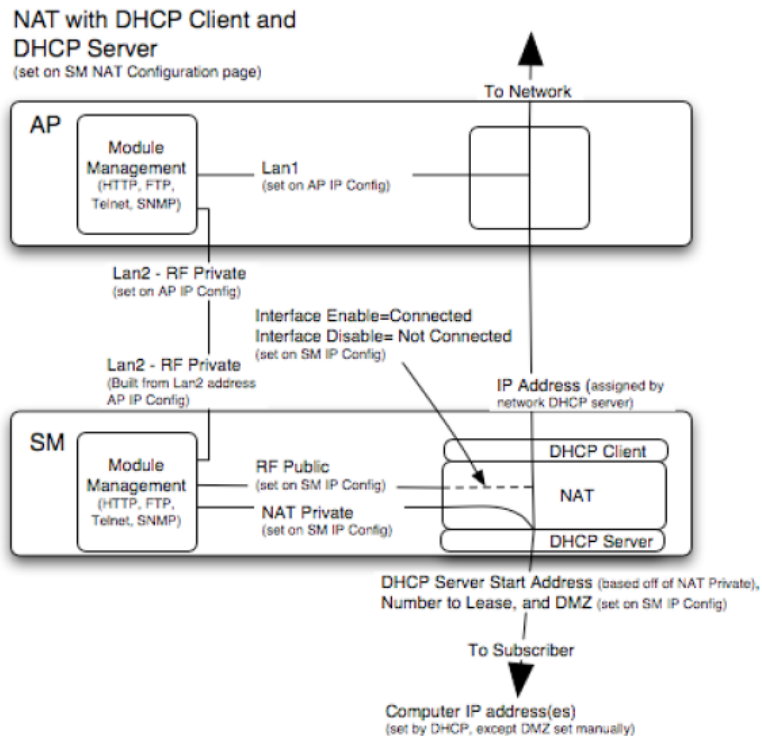 NAT with DHCP Client and
DHCP Server
(set on SM NAT Configuration page)
To Network
AP
Module
Management
(HTTP, FTP,
Telnet, SNMP)
Lan1
(set on AP IP Config)
Lan2 - RF Private
(set on AP IP Config)
Interface Enable=Connected
Interface Disable= Not Connected
(set on SM IP Config)
Lan2 - RF Private
(Built from Lan2 address
AP IP Config)
IP Address (assigned by
network DHCP server)
SM
Module
Management
(HTTP, FTP,
Telnet, SNMP)
RF Public
(set on SM IP Config)
NAT Private
(set on SM IP Config)
DHCP Client
NAT
DHCP Server
DHCP Server Start Address (based off of NAT Private),
Number to Lease, and DMZ (set on SM IP Config)
To Subscriber
Computer IP address(es)
(set by DHCP, except DMZ set manually)